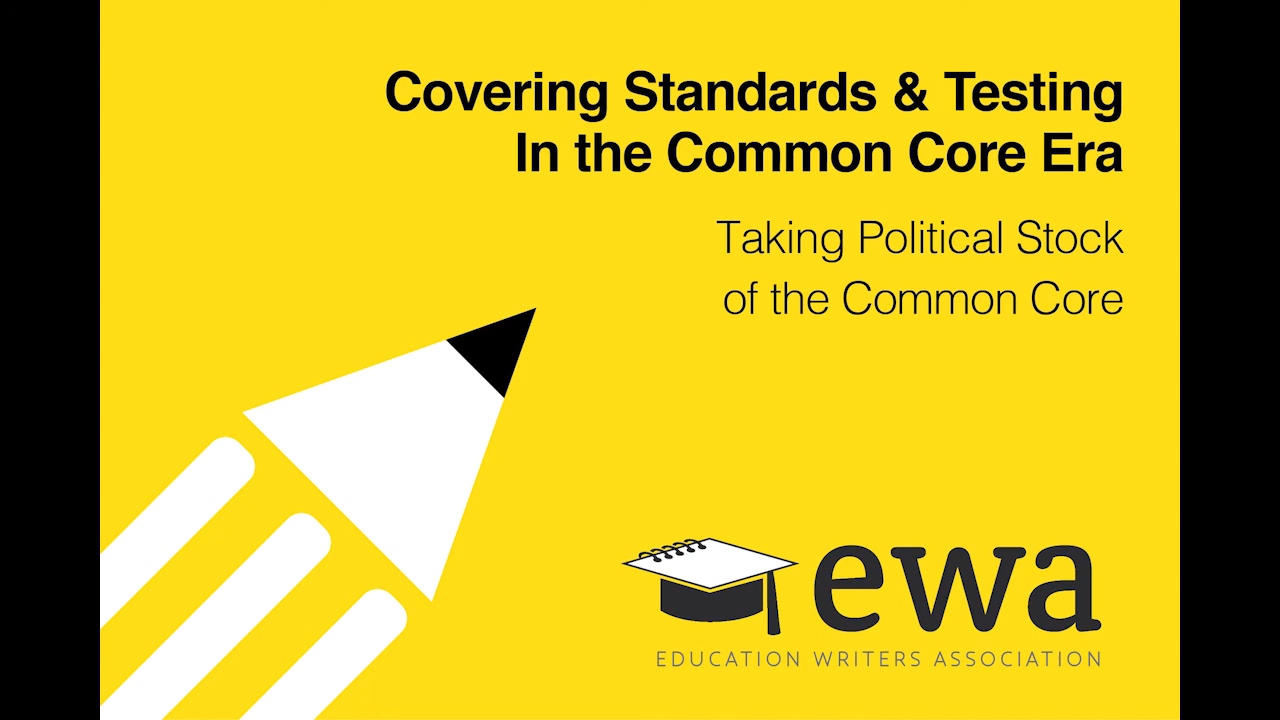 Covering Standards & Testing
In the Common Core Era
Taking Political Stock
of the Common Core
ewa
EDUCATION WRITERS ASSOCIATION